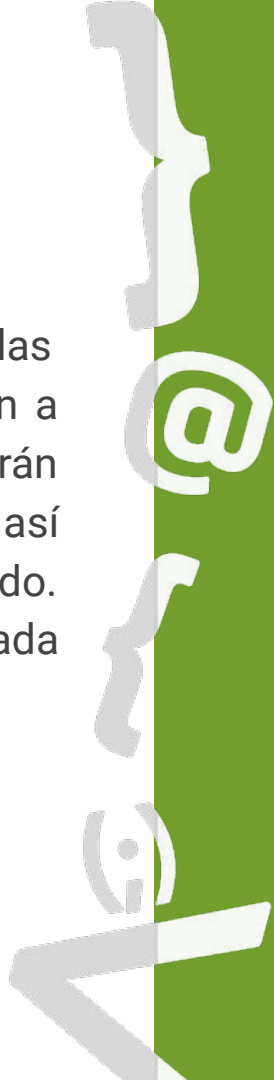 }
las
n a
@
rán
así
do.
{
ada
(;)
<